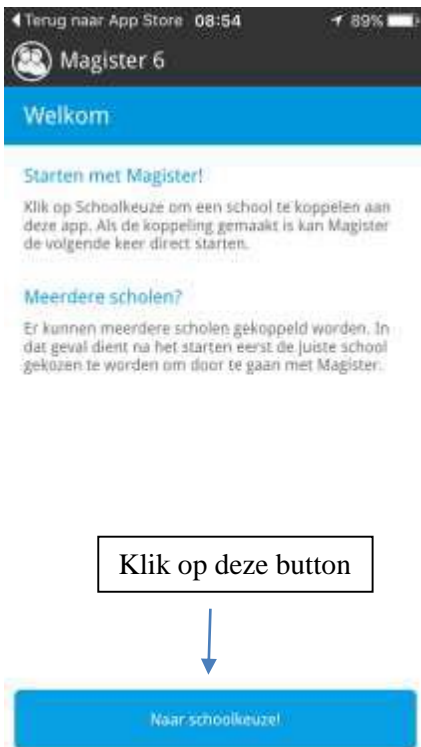 Terug naar App Store 08:54 89%
Magister 6
Welkom
Starten met Magister!
Klik op Schoolkeuze om een school te koppelen aan
deze app. Als de koppeling gemaakt is kan Magister
de volgende keer direct starten.
Meerdere scholen?
Er kunnen meerdere scholen gekoppeld worden. In
dat geval dient na het starten eerst de juiste school
gekozen te worden om door te gaan met Magister.
Klik op deze button
Naar schoolkeuze!